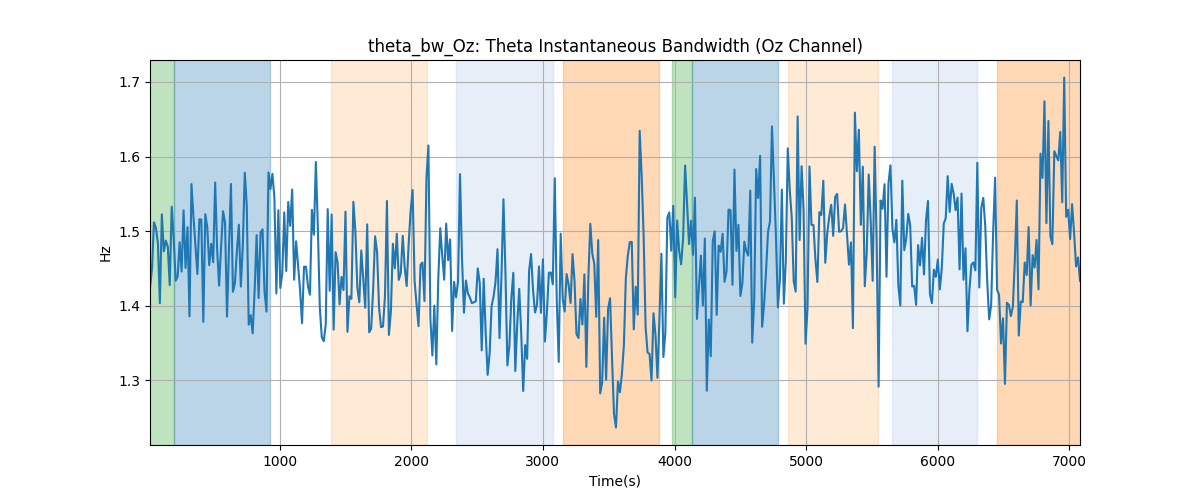 theta_bw_Oz: Theta Instantaneous Bandwidth (Oz Channel)
1.7
1.6
1.5
1.4
1.3
Hz
1000 2000 3000 4000 5000 6000 7000
Time(s)